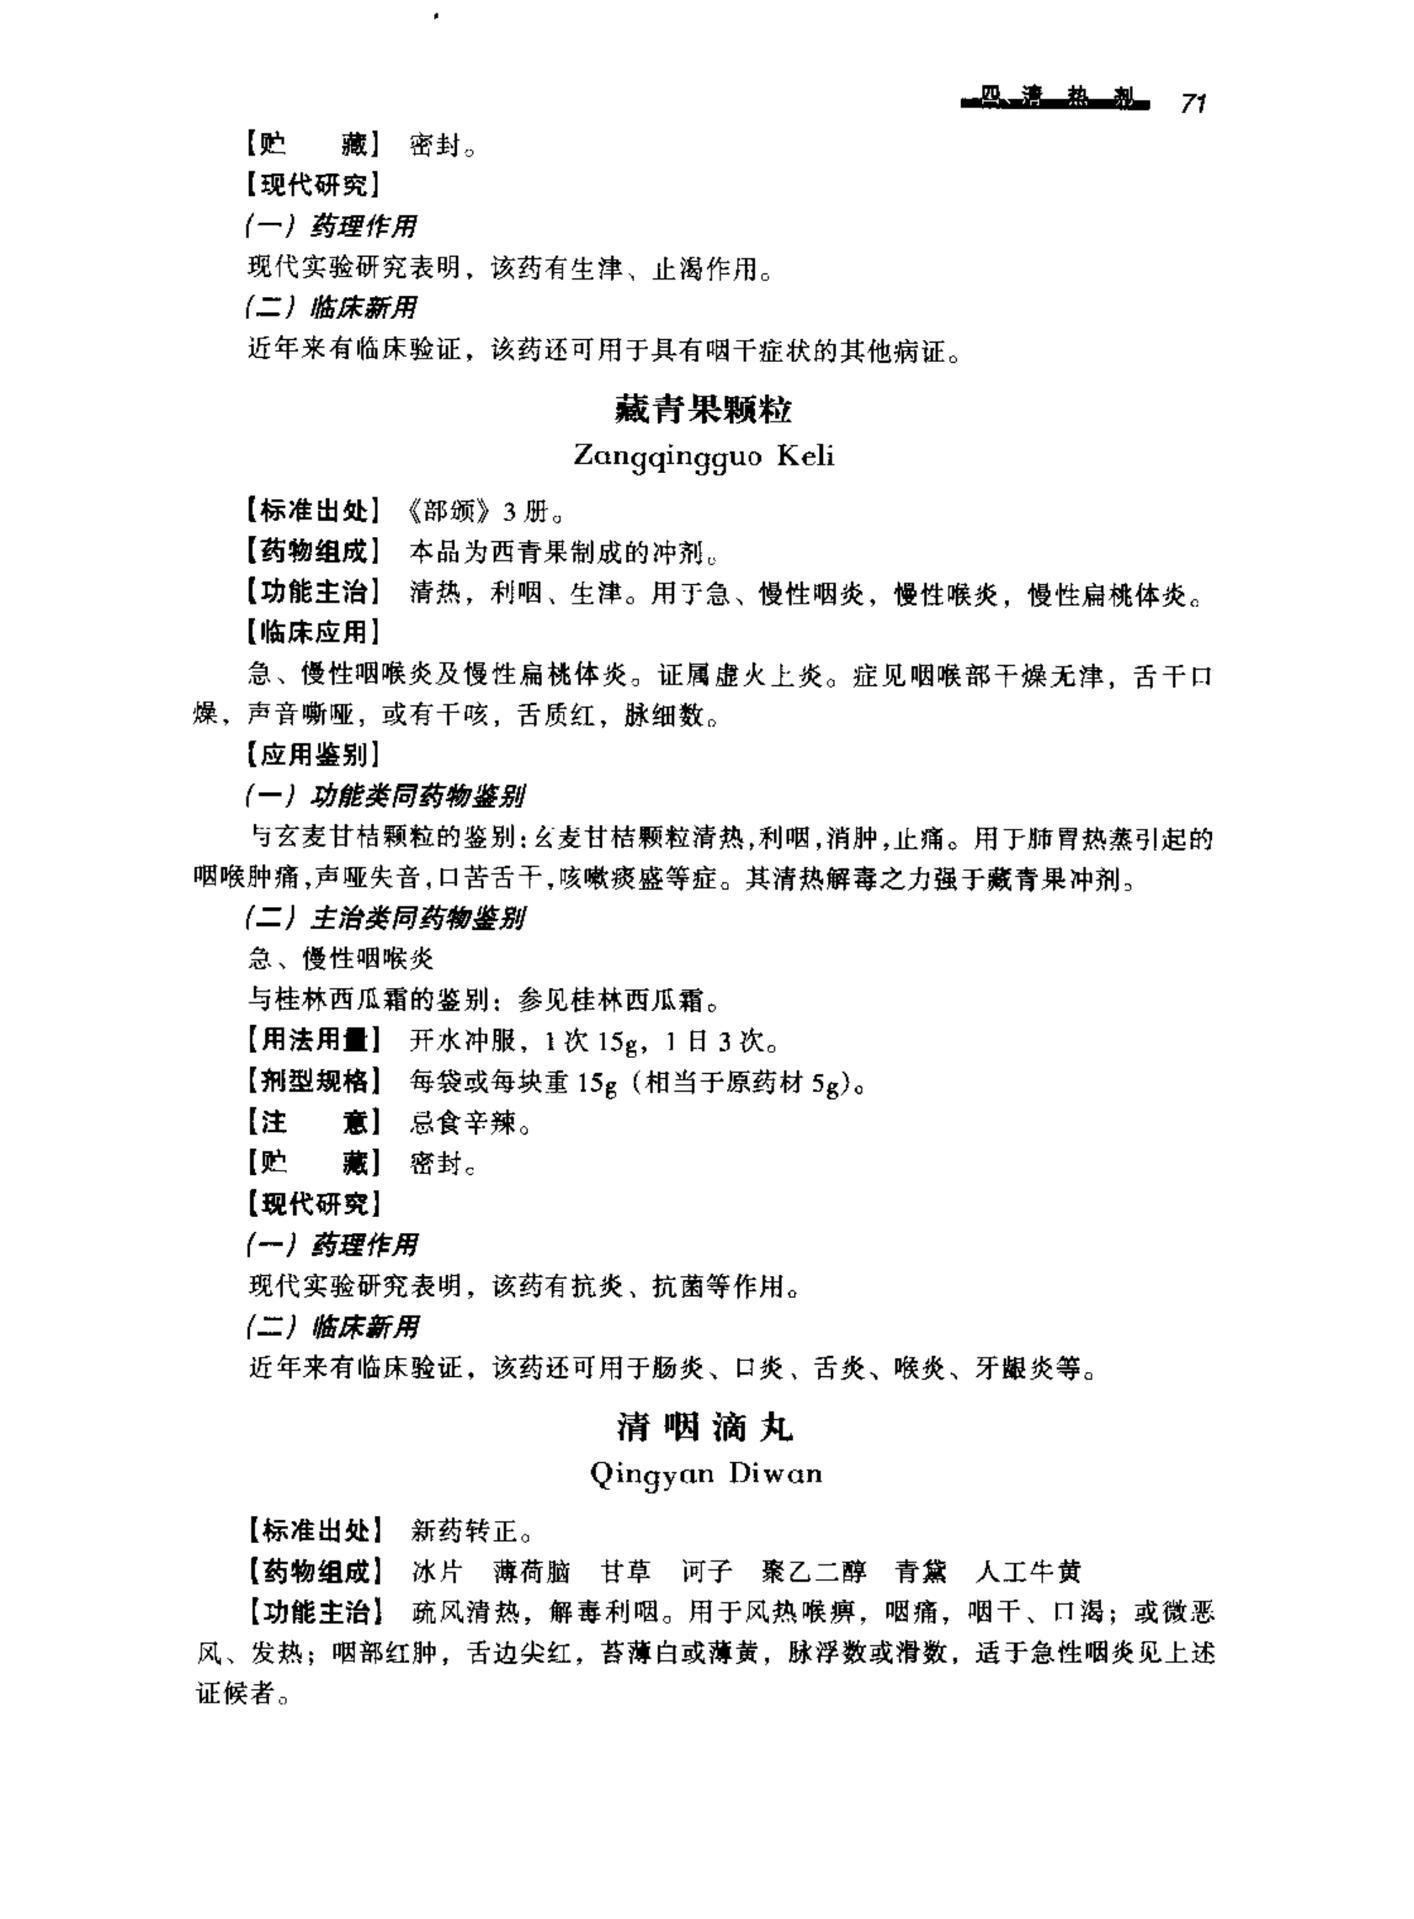 四、清热剂 71
【贮　　藏】 密封。
【现代研究】
(一) 药理作用
现代实验研究表明，该药有生津、止渴作用。
(二) 临床新用
近年来有临床验证，该药还可用于具有咽干症状的其他病证。
藏青果颗粒
Zangqingguo Keli
【标准出处】 《部颁》3 册。
【药物组成】 本品为西青果制成的冲剂。
【功能主治】 清热，利咽、生津。用于急、慢性咽炎，慢性喉炎，慢性扁桃体炎。
【临床应用】
急、慢性咽喉炎及慢性扁桃体炎。证属虚火上炎。症见咽喉部干燥无津，舌干口
燥，声音嘶哑，或有干咳，舌质红，脉细数。
【应用鉴别】
(一) 功能类同药物鉴别
与玄麦甘桔颗粒的鉴别:玄麦甘桔颗粒清热,利咽,消肿,止痛。用于肺胃热蒸引起的
咽喉肿痛,声哑失音,口苦舌干,咳嗽痰盛等症。其清热解毒之力强于藏青果冲剂。
(二) 主治类同药物鉴别
急、慢性咽喉炎
与桂林西瓜霜的鉴别：参见桂林西瓜霜。
【用法用量】 开水冲服，1 次 15g，1 日 3 次。
【剂型规格】 每袋或每块重 15g（相当于原药材 5g）。
【注　　意】 忌食辛辣。
【贮　　藏】 密封。
【现代研究】
(一) 药理作用
现代实验研究表明，该药有抗炎、抗菌等作用。
(二) 临床新用
近年来有临床验证，该药还可用于肠炎、口炎、舌炎、喉炎、牙龈炎等。
清咽滴丸
Qingyan Diwan
【标准出处】 新药转正。
【药物组成】 冰片　薄荷脑　甘草　诃子　聚乙二醇　青黛　人工牛黄
【功能主治】 疏风清热，解毒利咽。用于风热喉痹，咽痛，咽干、口渴；或微恶
风、发热；咽部红肿，舌边尖红，苔薄白或薄黄，脉浮数或滑数，适于急性咽炎见上述
证候者。